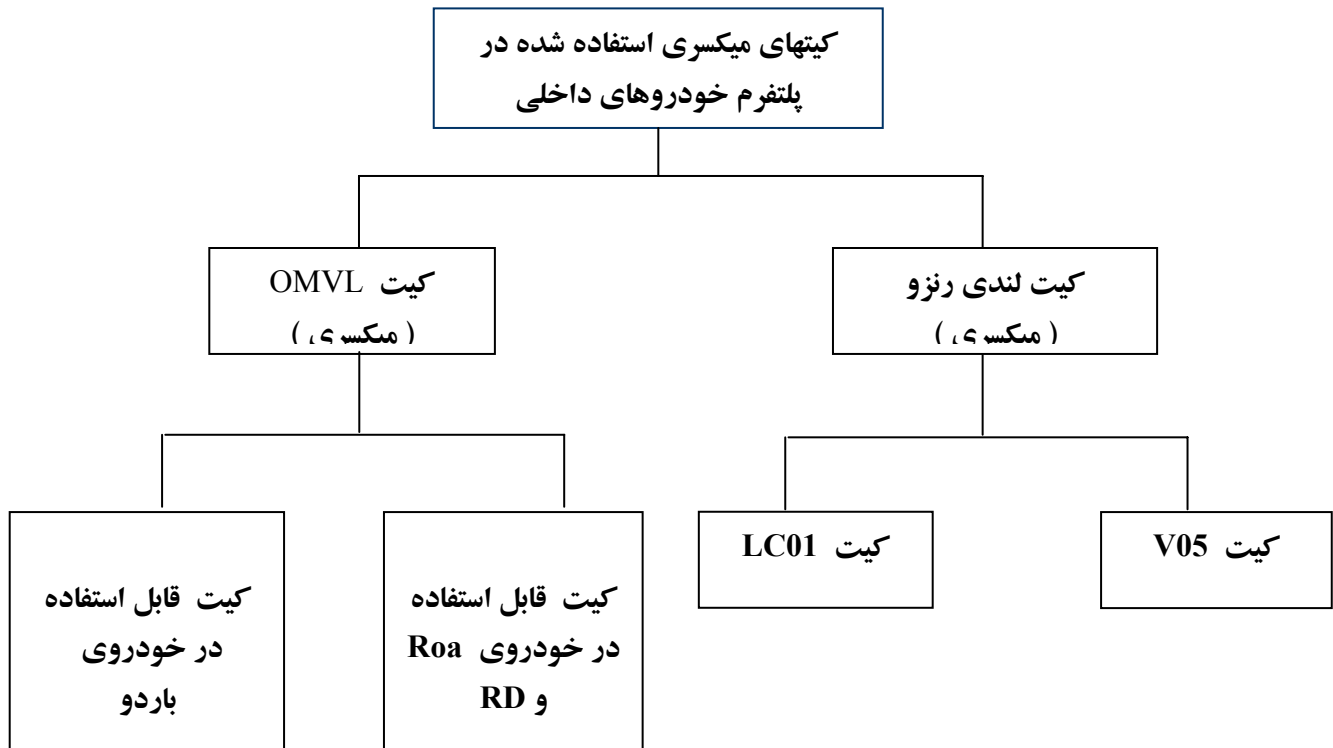 کیتهای میکسری استفاده شده در
پلتفرم خودروهای داخلی
کیت لندی رنزو
( میکسری )
کیت OMVL
( میکسری )
کیت V05
کیت LC01
کیت قابل استفاده
در خودروی Roa
و RD
کیت قابل استفاده
در خودروی
باردو